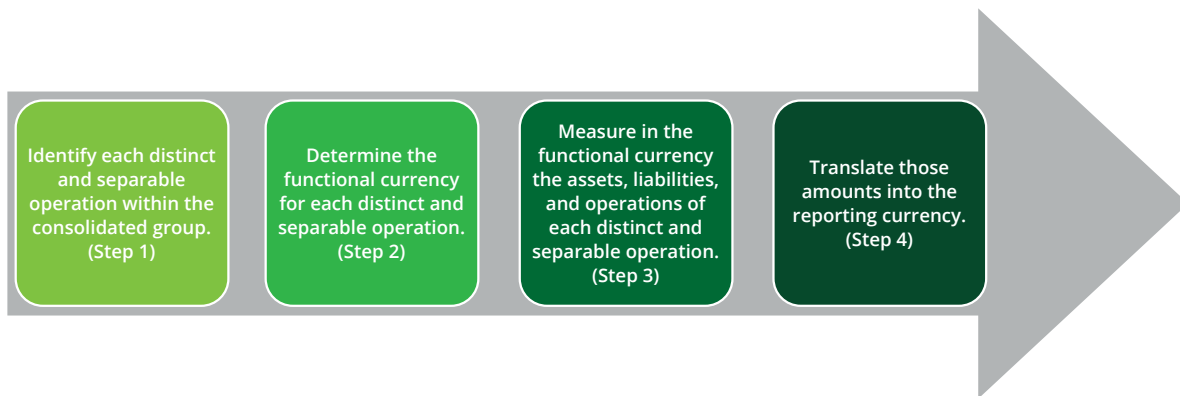 Identify each distinct
and separable
operation within the
consolidated group.
(Step 1)
Determine the
functional currency
for each distinct and
separable operation.
(Step 2)
Measure in the
functional currency
the assets, liabilities,
and operations of
each distinct and
separable operation.
(Step 3)
Translate those
amounts into the
reporting currency.
(Step 4)